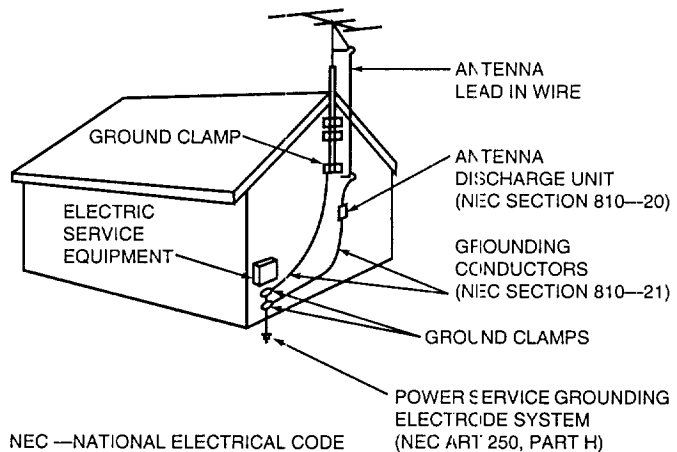 ANTENNA
LEAD IN WIRE
GROUND CLAMP
ANTENNA
DISCHARGE UNIT
(NEC SECTION 810—20)
ELECTRIC
SERVICE
EQUIPMENT
GROUNDING
CONDUCTORS
(NEC SECTION 810—21)
GROUND CLAMPS
POWER SERVICE GROUNDING
ELECTRODE SYSTEM
(NEC ART 250, PART H)
NEC —NATIONAL ELECTRICAL CODE